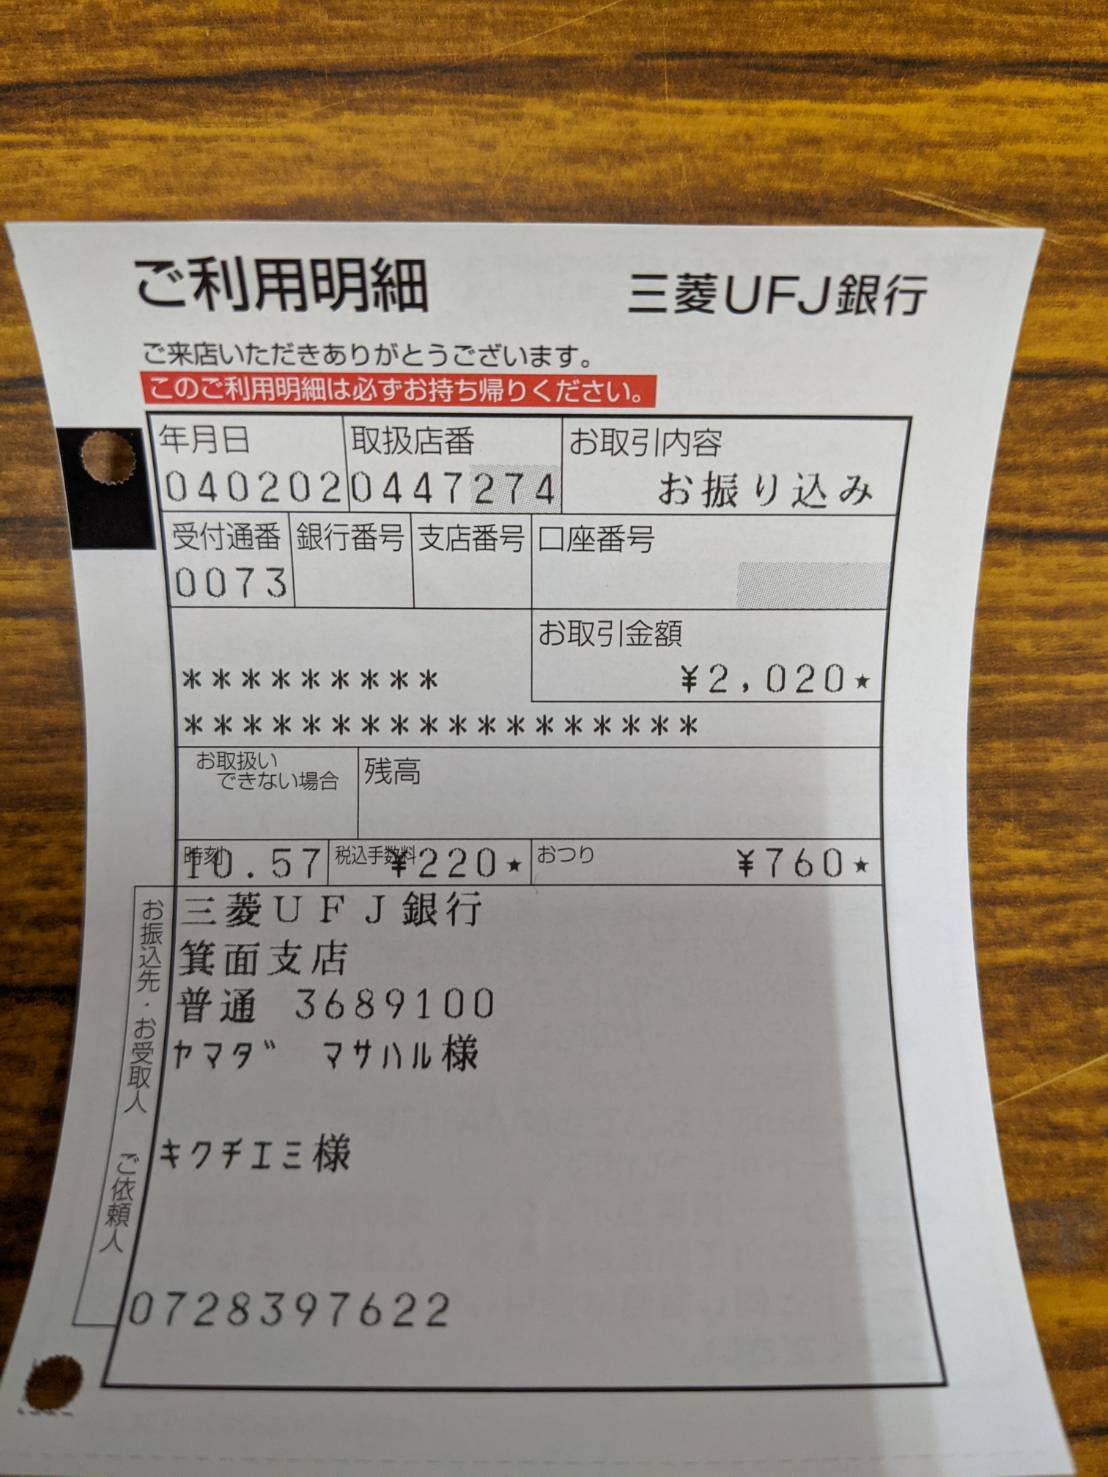 ご利用明細 三菱UFJ銀行
ご来店いただきありがとうございます。
このご利用明細は必ずお持ち帰りください。
年月日 取扱店番 お取引内容
040202 0447274 お振り込み
受付通番 銀行番号 支店番号 口座番号
0073
お取引金額
********* ¥2,020★
******************
お取扱い
できない場合 残高
時刻 税込手数料 おつり
10.57 ¥220★ ¥760★
お振込先・お受取人 ご依頼人
三菱UFJ銀行
箕面支店
普通 3689100
ヤマダ マサハル様
キクチエミ様
0728397622